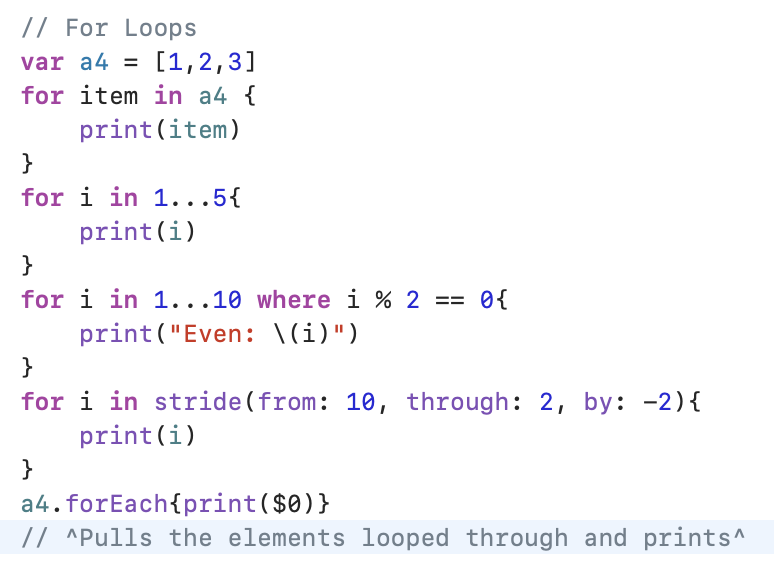 // For Loops
var a4 = [1,2,3]
for item in a4 {
    print(item)
}
for i in 1...5{
    print(i)
}
for i in 1...10 where i % 2 == 0{
    print("Even: \(i)")
}
for i in stride(from: 10, through: 2, by: -2){
    print(i)
}
a4.forEach{print($0)}
// ^Pulls the elements looped through and prints^